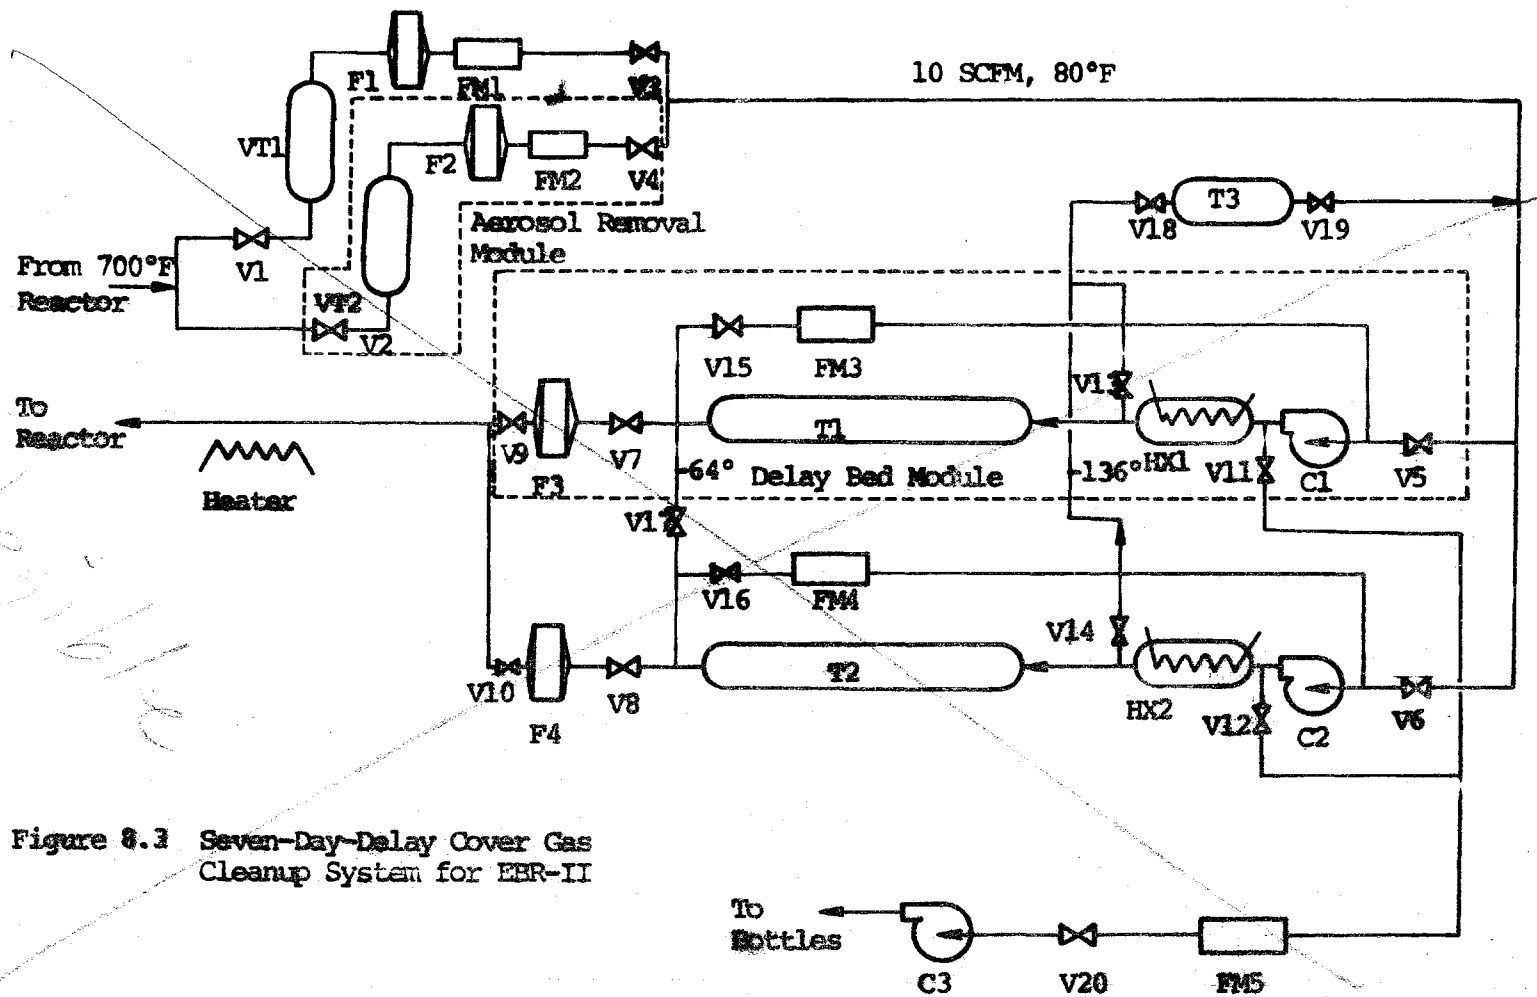 10 SCFM, 80°F
F1
FM1
VT1
F2
FM2
V4
T3
V18
V19
Aerosol Removal
Module
From 700°F
Reactor
V1
VT2
V2
V15
FM3
V13
To
Reactor
T1
V9
V7
-64°
Delay Bed Module
-136°
HX1
V11
C1
V5
F3
Heater
V17
V16
FM4
V14
T2
V10
V8
HX2
V12
C2
V6
F4
Figure 8.3 Seven-Day-Delay Cover Gas
Cleanup System for EBR-II
To
Bottles
C3
V20
FM5